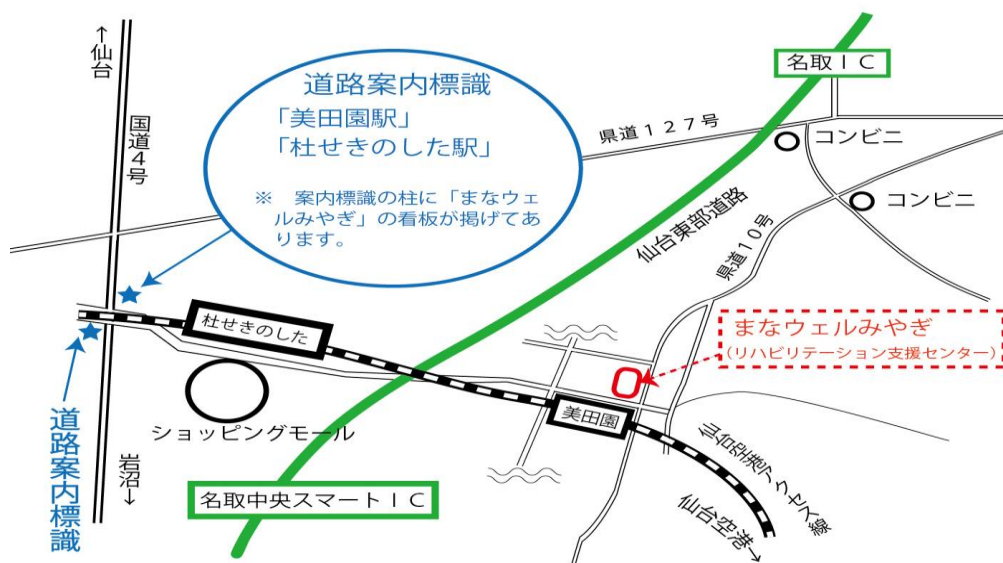 ←仙台
国道4号
道路案内標識
「美田園駅」
「杜せきのした駅」
※　案内標識の柱に「まなウェ
ルみやぎ」の看板が掲げてあ
ります。
名取ＩＣ
県道１２７号
コンビニ
コンビニ
仙台東部道路
県道１０号
まなウェルみやぎ
（リハビリテーション支援センター）
杜せきのした
ショッピングモール
美田園
仙台空港アクセス線
仙台空港→
名取中央スマートＩＣ
岩沼→
道路案内標識